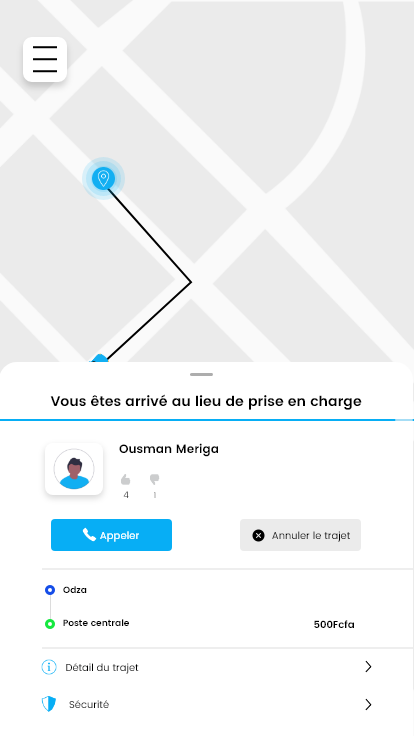 Vous êtes arrivé au lieu de prise en charge
Ousman Meriga
4 1
Appeler Annuler le trajet
Odza
Poste centrale 500Fcfa
Détail du trajet
Sécurité